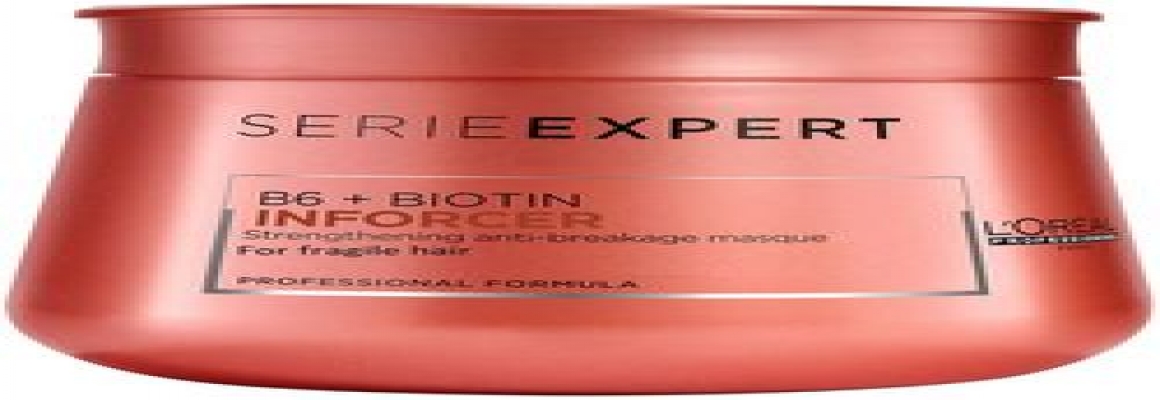 SERIEEXPERT
B6 + BIOTIN
INFORCER
Strengthening anti-breakage masque
For fragile hair
PROFESSIONAL FORMULA
L'ORÉAL